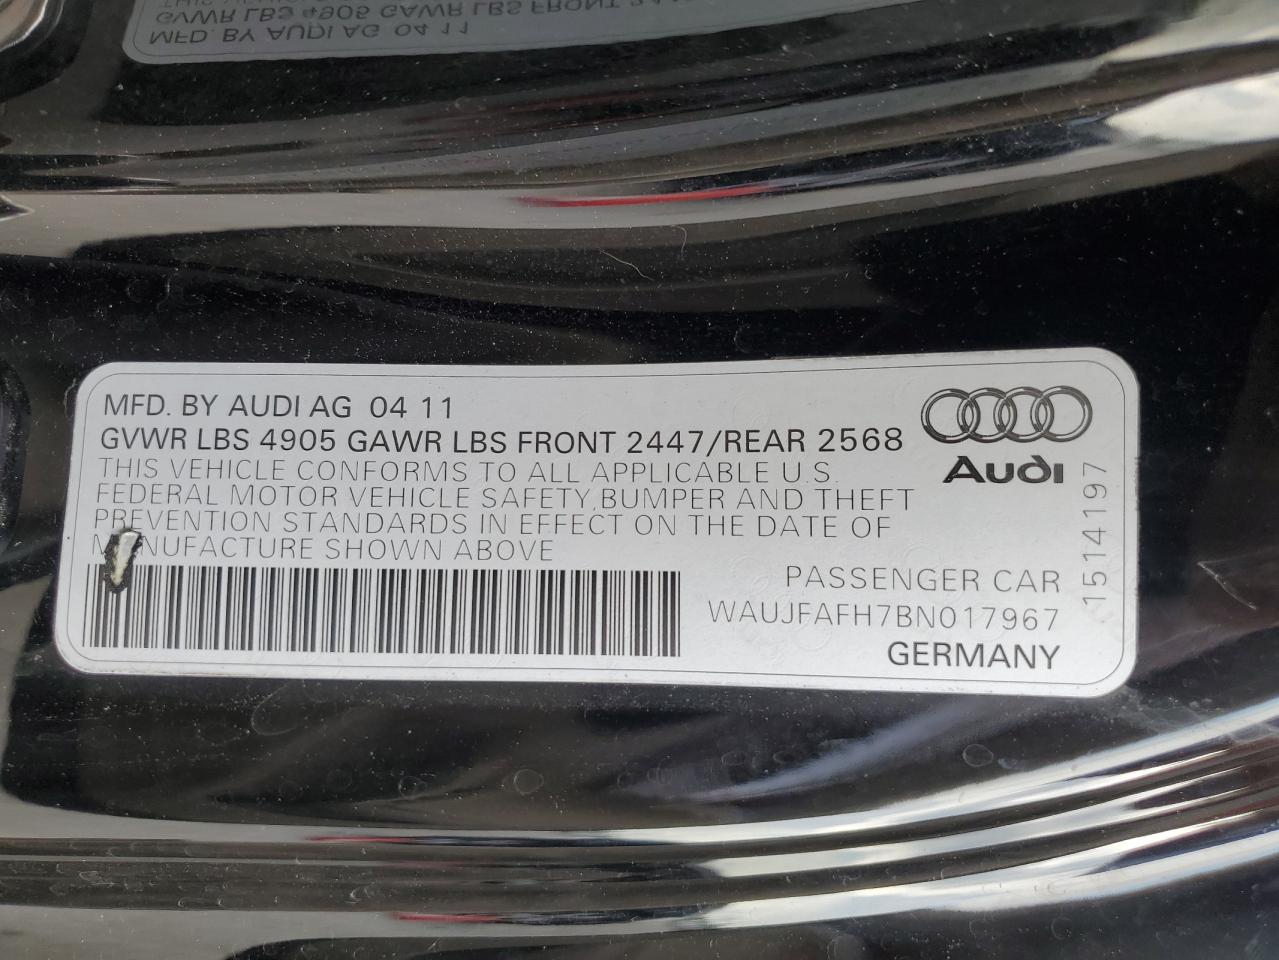 MFD. BY AUDI AG 04 11
GVWR LBS 4905 GAWR LBS FRONT 2447/REAR 2568
THIS VEHICLE CONFORMS TO ALL APPLICABLE U.S.
FEDERAL MOTOR VEHICLE SAFETY, BUMPER AND THEFT
PREVENTION STANDARDS IN EFFECT ON THE DATE OF
MANUFACTURE SHOWN ABOVE
Audi
1514197
PASSENGER CAR
WAUJFAFH7BN017967
GERMANY